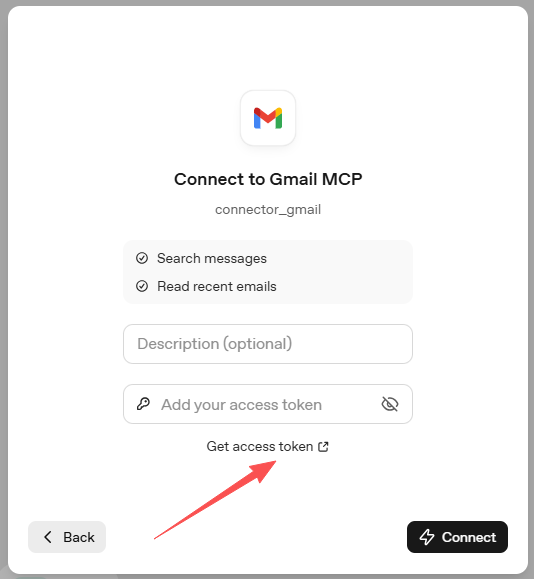 Connect to Gmail MCP
connector_gmail
Search messages
Read recent emails
Description (optional)
Add your access token
Get access token
Back
Connect